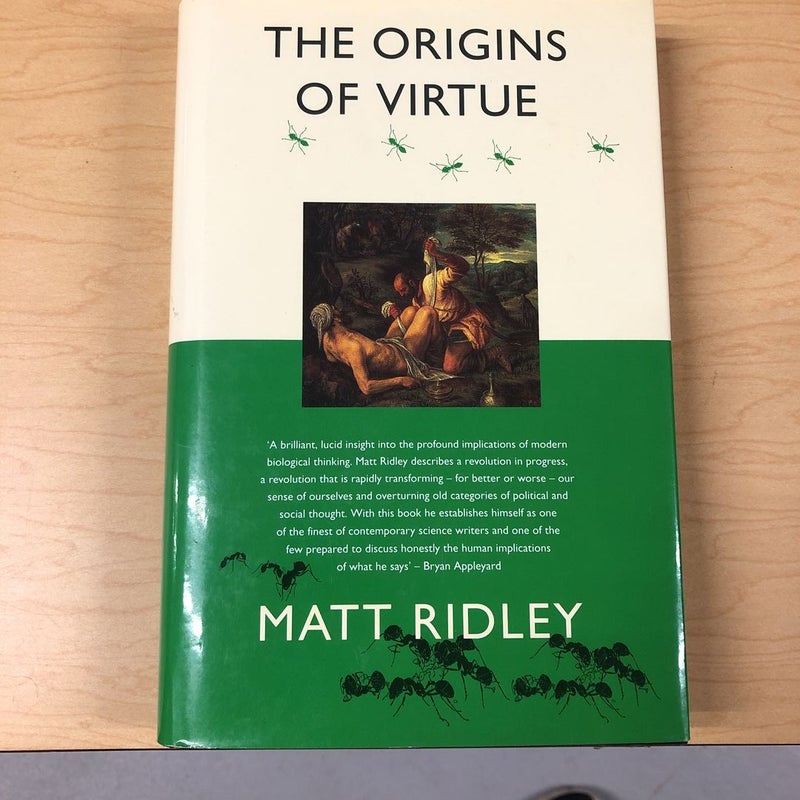 THE ORIGINS
OF VIRTUE
‘A brilliant, lucid insight into the profound implications of modern
biological thinking. Matt Ridley describes a revolution in progress,
a revolution that is rapidly transforming – for better or worse – our
sense of ourselves and overturning old categories of political and
social thought. With this book he establishes himself as one
of the finest of contemporary science writers and one of the
few prepared to discuss honestly the human implications
of what he says’ – Bryan Appleyard
MATT RIDLEY